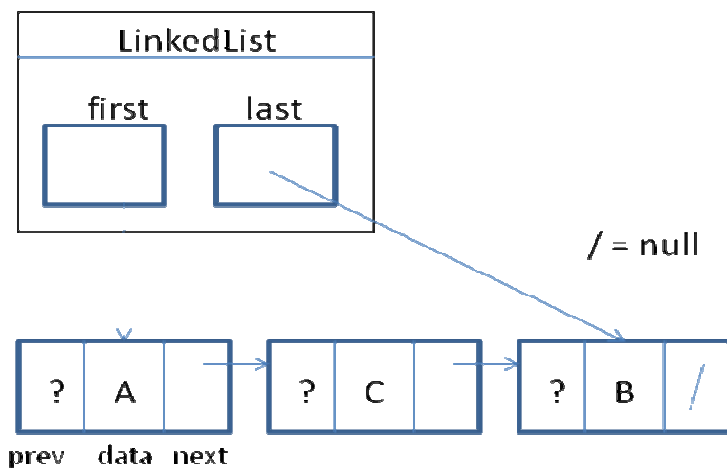 LinkedList
first last
/ = null
? A ? C ? B /
prev data next